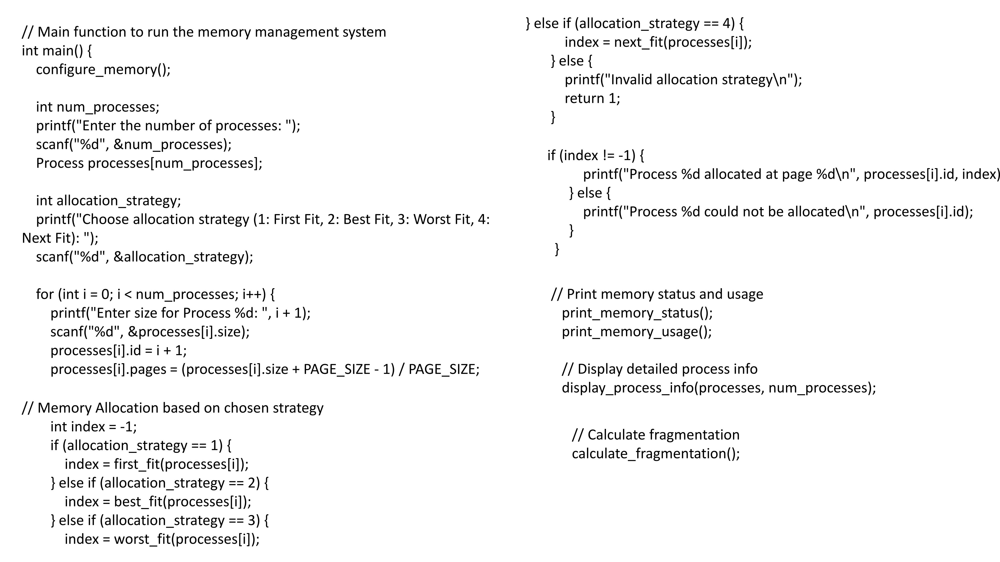 // Main function to run the memory management system
int main() {
    configure_memory();
    int num_processes;
    printf("Enter the number of processes: ");
    scanf("%d", &num_processes);
    Process processes[num_processes];
    int allocation_strategy;
    printf("Choose allocation strategy (1: First Fit, 2: Best Fit, 3: Worst Fit, 4:
Next Fit): ");
    scanf("%d", &allocation_strategy);
    for (int i = 0; i < num_processes; i++) {
        printf("Enter size for Process %d: ", i + 1);
        scanf("%d", &processes[i].size);
        processes[i].id = i + 1;
        processes[i].pages = (processes[i].size + PAGE_SIZE - 1) / PAGE_SIZE;
// Memory Allocation based on chosen strategy
        int index = -1;
        if (allocation_strategy == 1) {
            index = first_fit(processes[i]);
        } else if (allocation_strategy == 2) {
            index = best_fit(processes[i]);
        } else if (allocation_strategy == 3) {
            index = worst_fit(processes[i]);
} else if (allocation_strategy == 4) {
            index = next_fit(processes[i]);
        } else {
            printf("Invalid allocation strategy\n");
            return 1;
        }
        if (index != -1) {
            printf("Process %d allocated at page %d\n", processes[i].id, index)
        } else {
            printf("Process %d could not be allocated\n", processes[i].id);
        }
    }
    // Print memory status and usage
    print_memory_status();
    print_memory_usage();
    // Display detailed process info
    display_process_info(processes, num_processes);
    // Calculate fragmentation
    calculate_fragmentation();